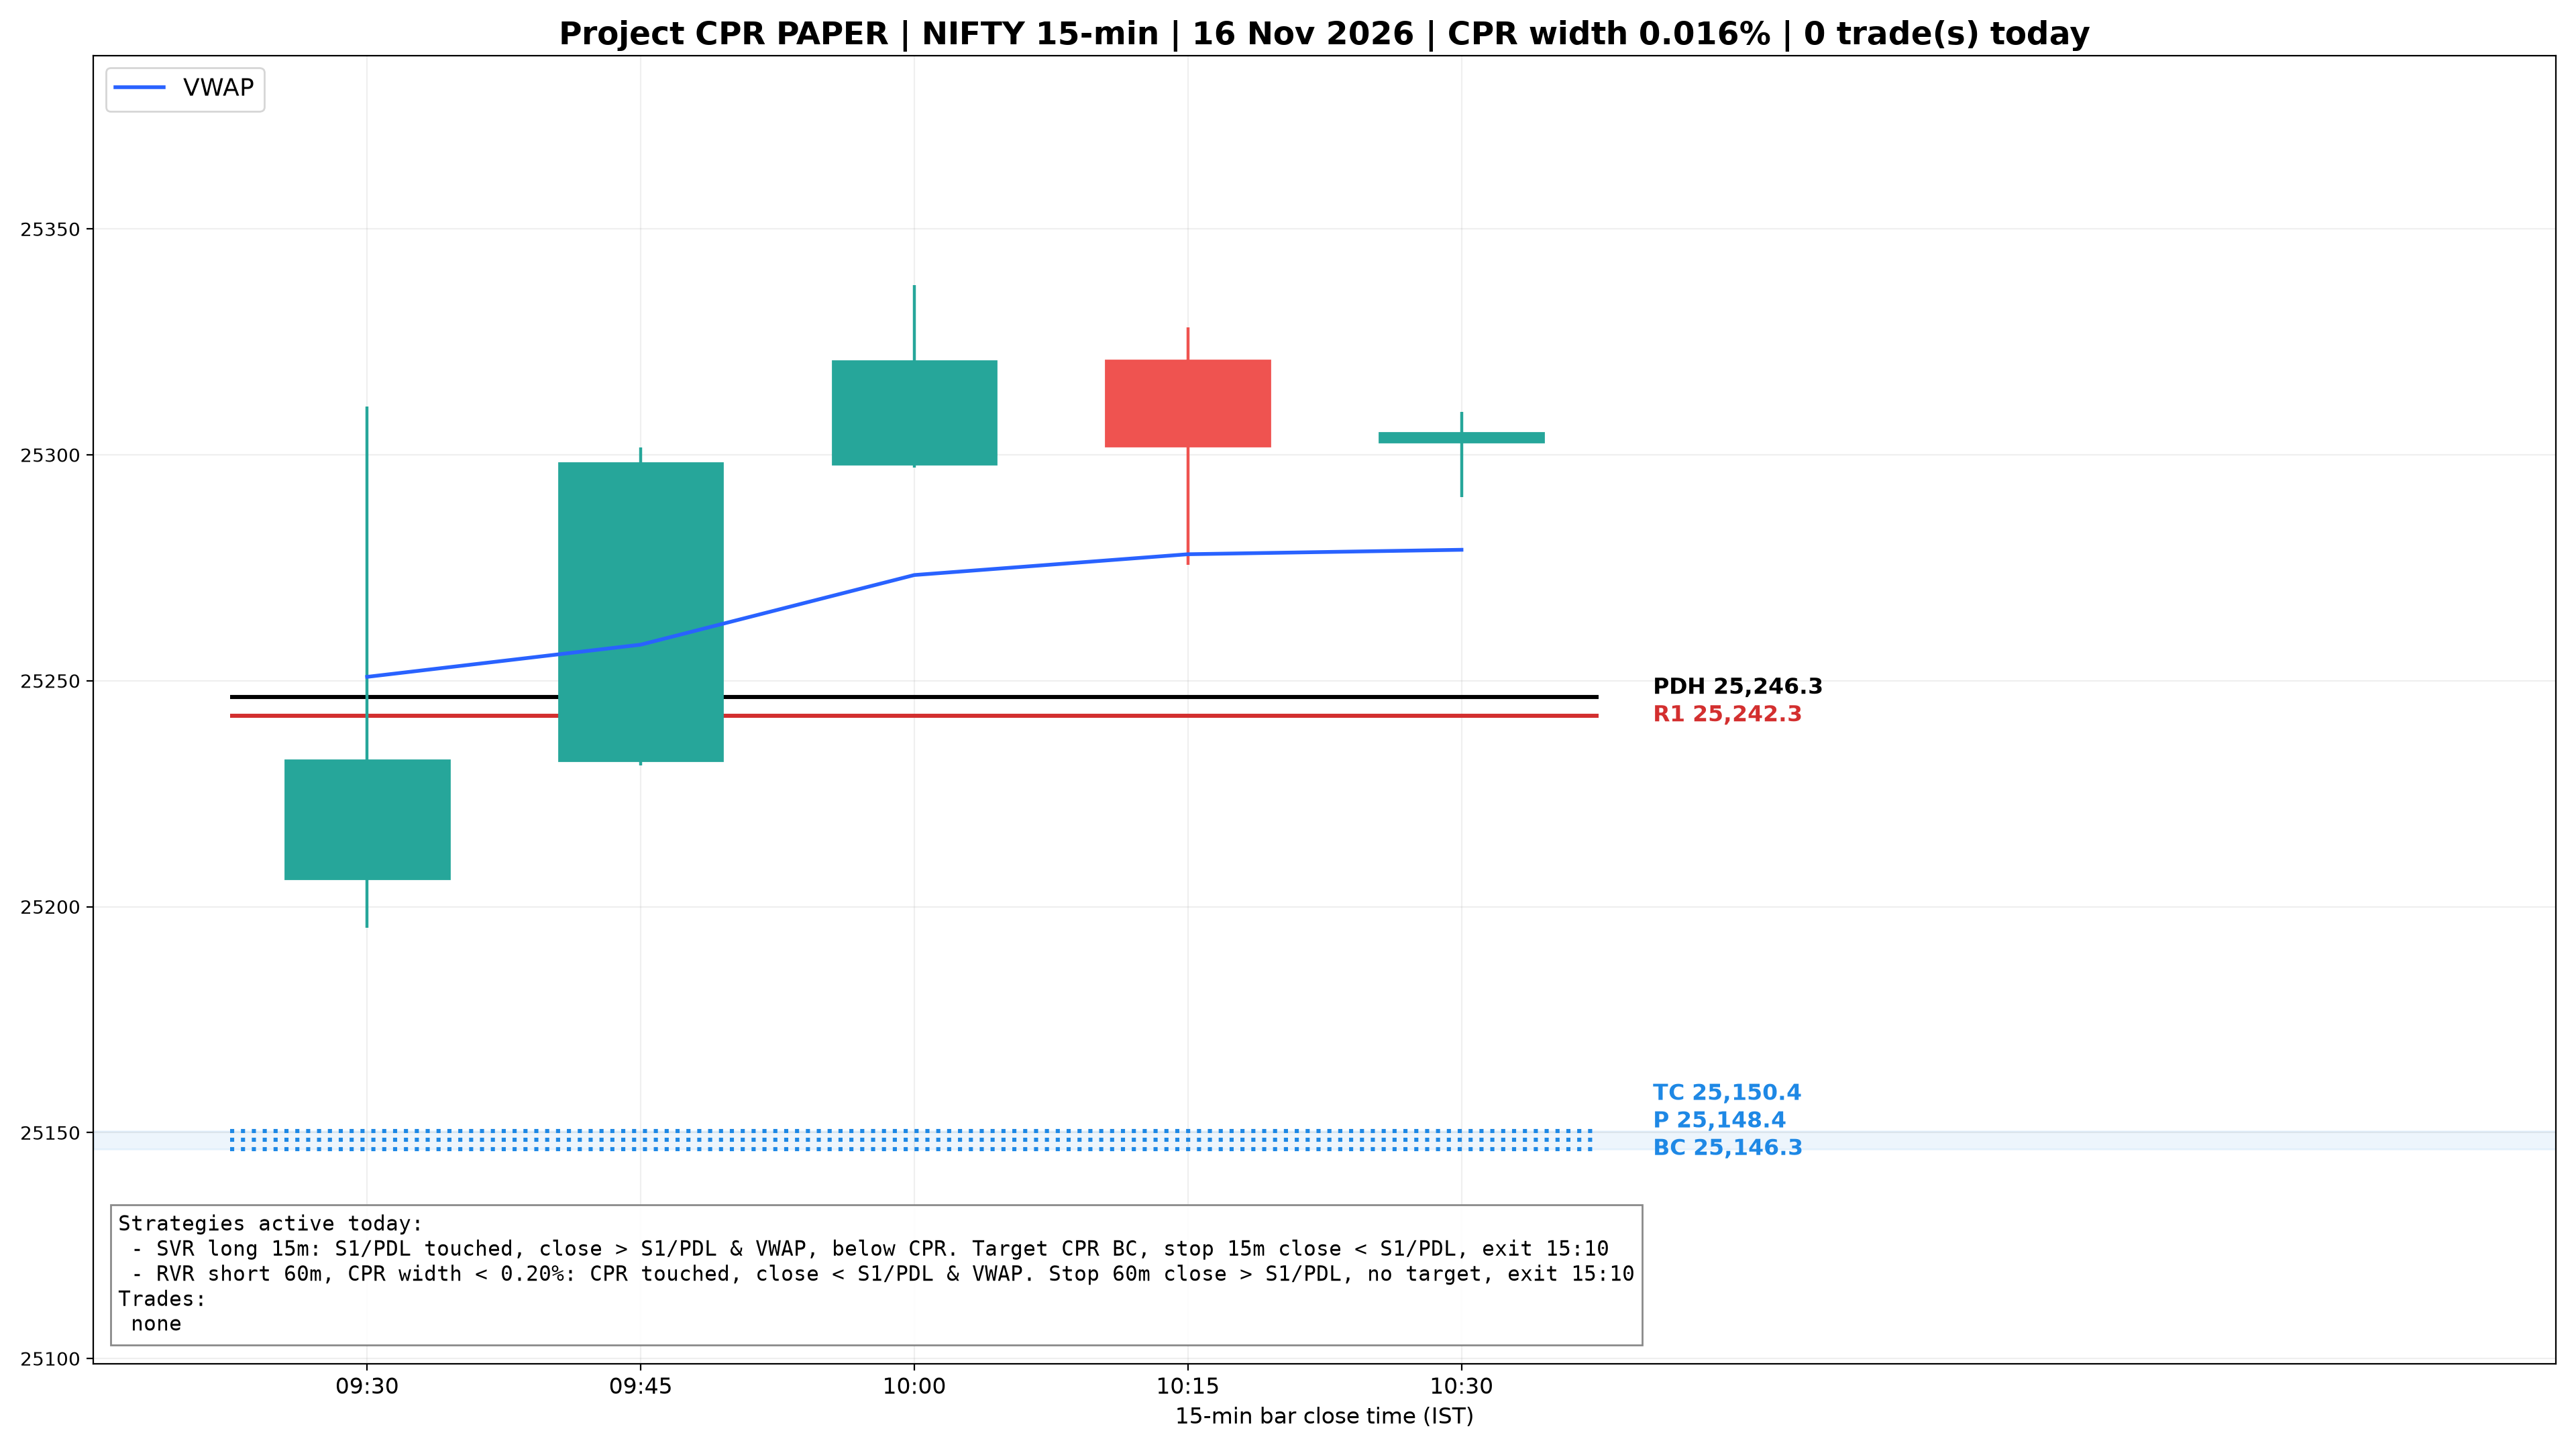 Project CPR PAPER | NIFTY 15-min | 16 Nov 2026 | CPR width 0.016% | 0 trade(s) today
VWAP
25350
25300
25250
25200
25150
25100
PDH 25,246.3
R1 25,242.3
TC 25,150.4
P 25,148.4
BC 25,146.3
Strategies active today:
- SVR long 15m: S1/PDL touched, close > S1/PDL & VWAP, below CPR. Target CPR BC, stop 15m close < S1/PDL, exit 15:10
- RVR short 60m, CPR width < 0.20%: CPR touched, close < S1/PDL & VWAP. Stop 60m close > S1/PDL, no target, exit 15:10
Trades:
none
09:30 09:45 10:00 10:15 10:30
15-min bar close time (IST)